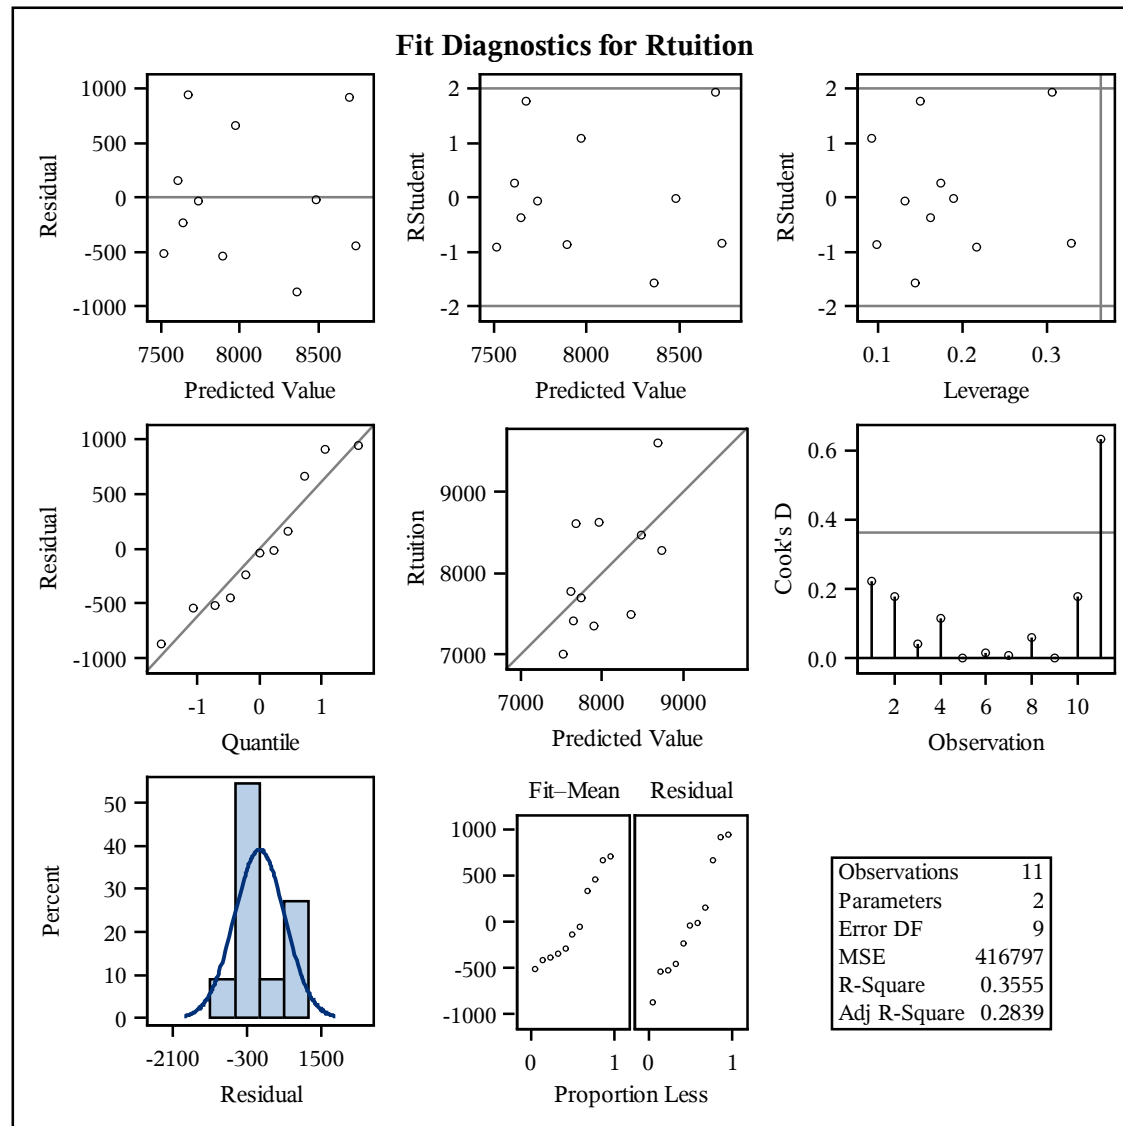 Fit Diagnostics for Rtuition
Residual
1000
500
0
-500
-1000
7500 8000 8500
Predicted Value
RStudent
2
1
0
-1
-2
7500 8000 8500
Predicted Value
RStudent
2
1
0
-1
-2
0.1 0.2 0.3
Leverage
Residual
1000
500
0
-500
-1000
-1 0 1
Quantile
Rtuition
9000
8000
7000
7000 8000 9000
Predicted Value
Cook's D
0.6
0.4
0.2
0.0
2 4 6 8 10
Observation
Percent
50
40
30
20
10
0
-2100 -300 1500
Residual
Fit–Mean Residual
1000
500
0
-500
-1000
0 1 0 1
Proportion Less
Observations 11
Parameters 2
Error DF 9
MSE 416797
R-Square 0.3555
Adj R-Square 0.2839